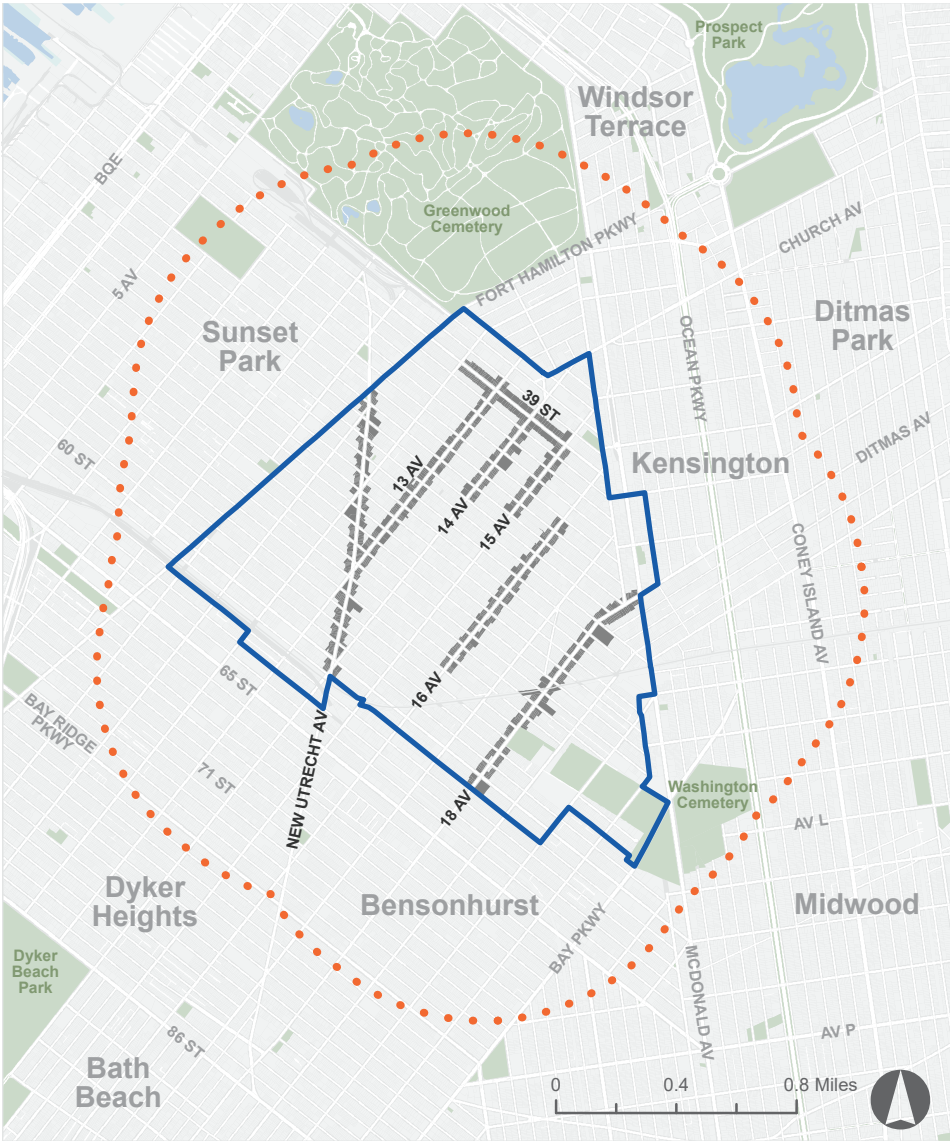 Prospect
Park
Windsor
Terrace
BQE
Greenwood
Cemetery
FORT HAMILTON PKWY
CHURCH AV
5 AV
Sunset
Park
Ditmas
Park
OCEAN PKWY
39 ST
DITMAS AV
60 ST
13 AV
Kensington
14 AV
15 AV
CONEY ISLAND AV
65 ST
16 AV
BAY RIDGE
PKWY
NEW UTRECHT AV
71 ST
18 AV
Washington
Cemetery
AV L
Dyker
Heights
Bensonhurst
Midwood
BAY PKWY
Dyker
Beach
Park
MCDONALD AV
86 ST
AV P
Bath
Beach
0 0.4 0.8 Miles